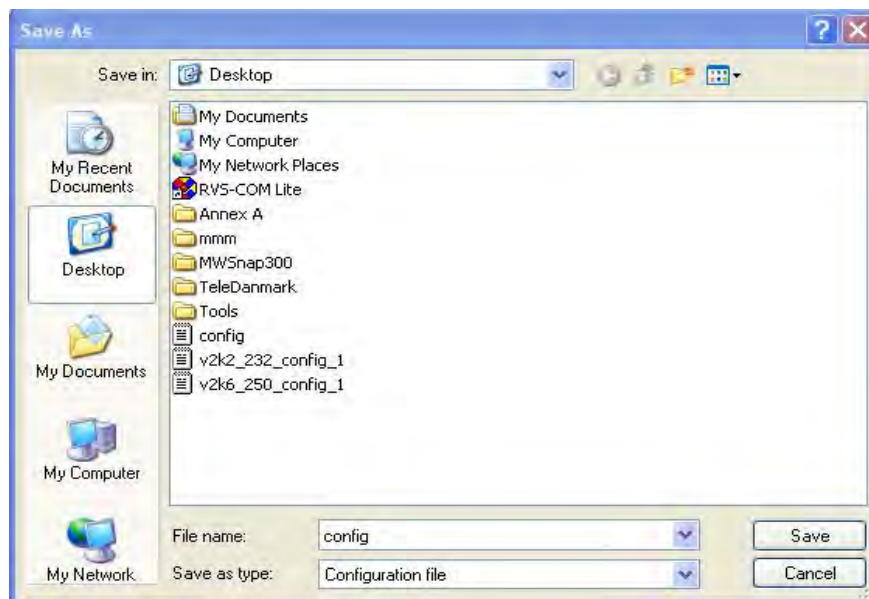 Save As
Save in:
Desktop
My Recent
Documents
Desktop
My Documents
My Computer
My Network
My Documents
My Computer
My Network Places
RVS-COM Lite
Annex A
mmm
MWSnap300
TeleDanmark
Tools
config
v2k2_232_config_1
v2k6_250_config_1
File name:
config
Save
Save as type:
Configuration file
Cancel